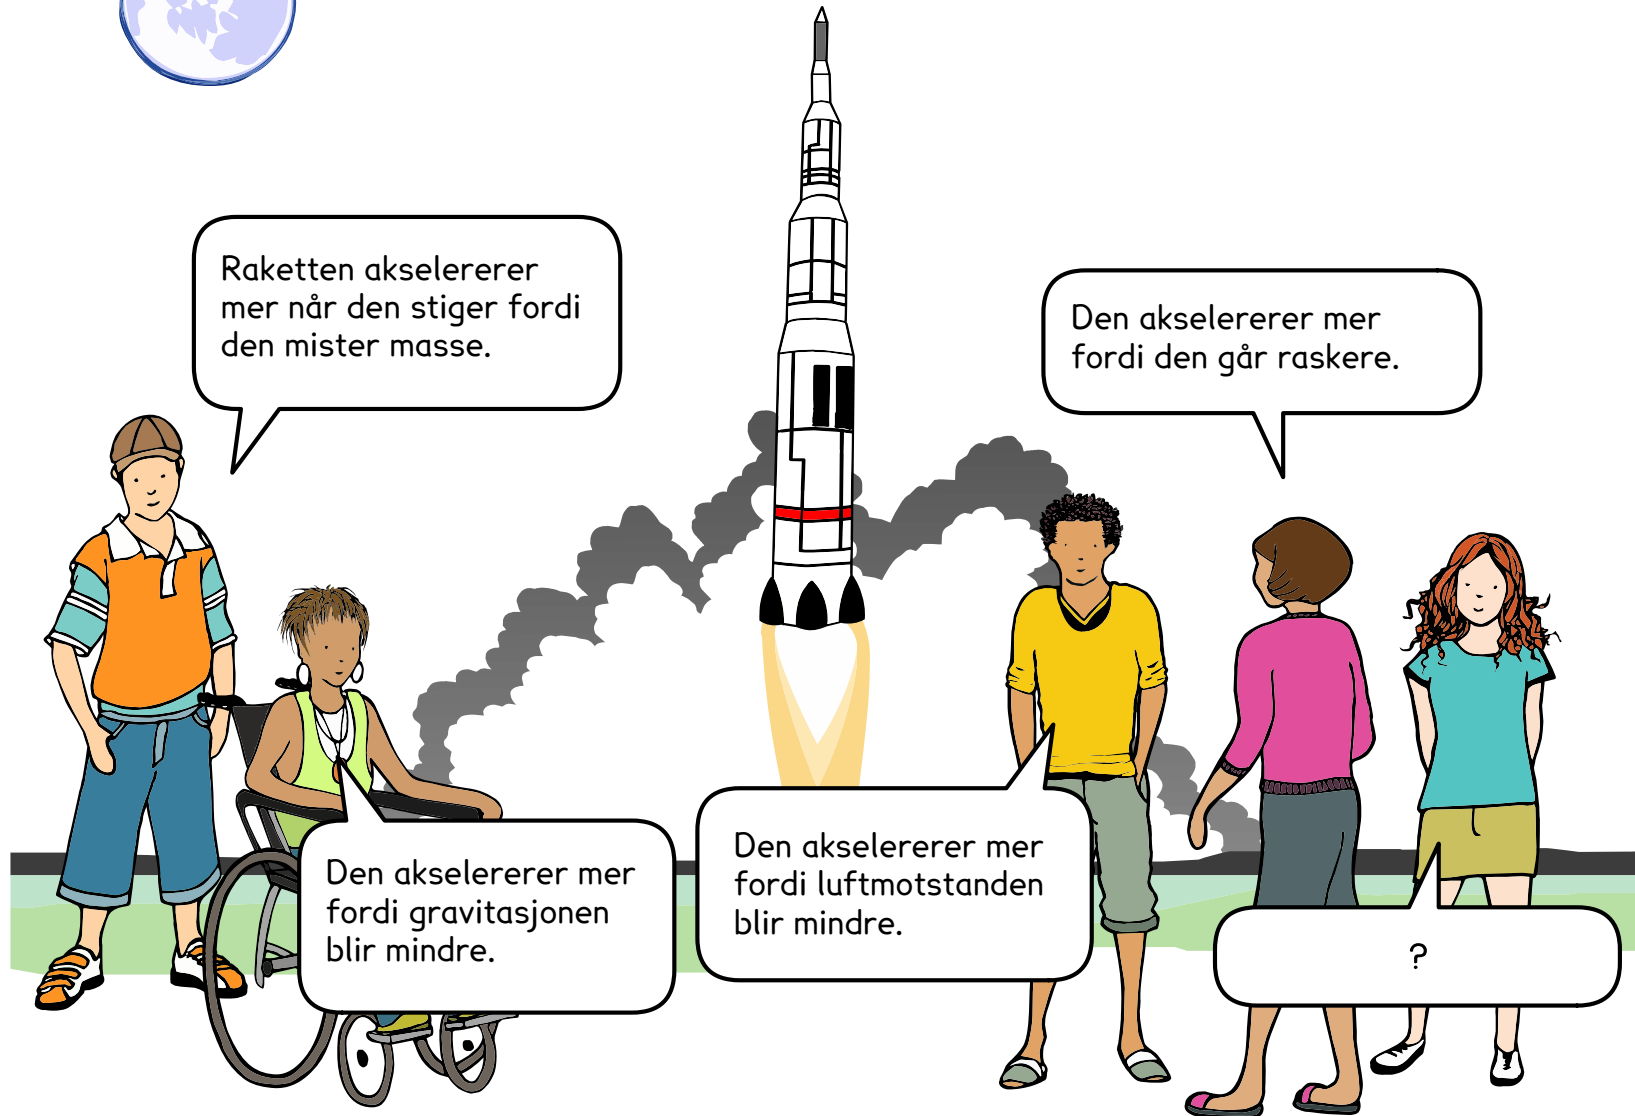 Raketten akselererer
mer når den stiger fordi
den mister masse.
Den akselererer mer
fordi den går raskere.
Den akselererer mer
fordi gravitasjonen
blir mindre.
Den akselererer mer
fordi luftmotstanden
blir mindre.
?